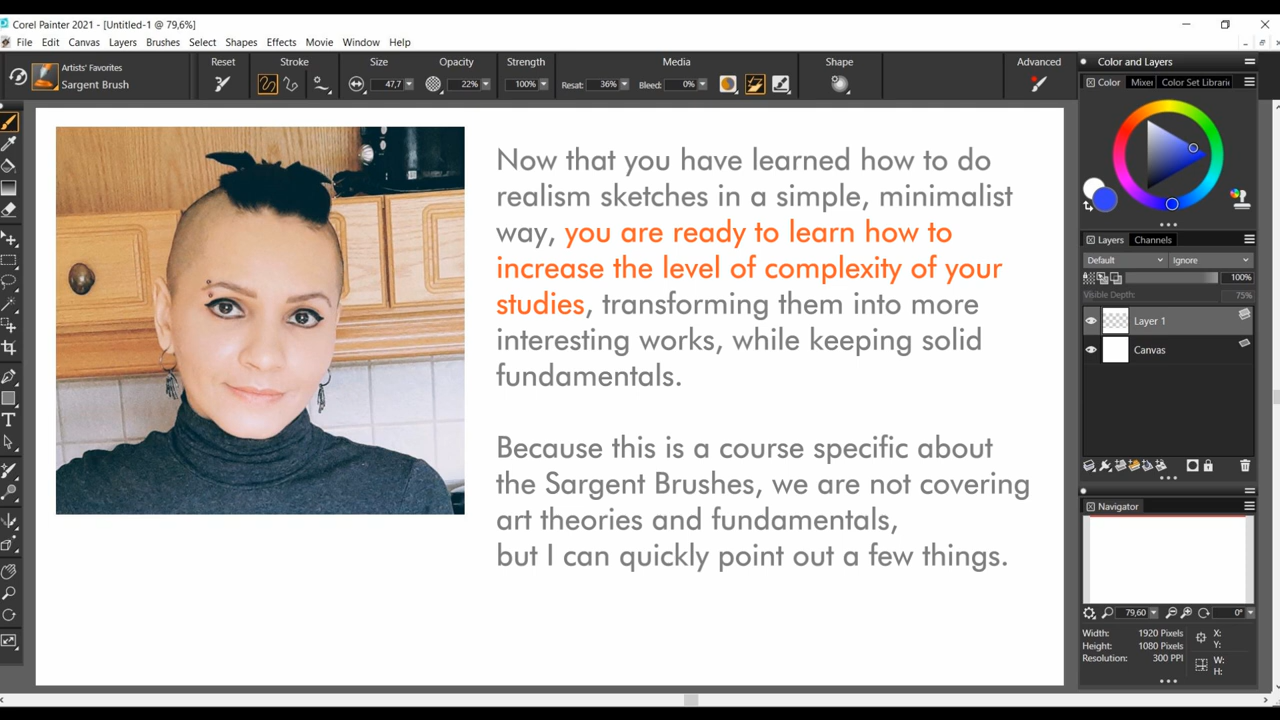 Corel Painter 2021 - [Untitled-1 @ 79,6%]
File Edit Canvas Layers Brushes Select Shapes Effects Movie Window Help
Artists' Favorites
Sargent Brush
Reset Stroke Size Opacity Strength Media Shape Advanced
47,7 22% 100% Resat: 36% Bleed: 0%
Color and Layers
Color Mixer Color Set Libraries
Now that you have learned how to do
realism sketches in a simple, minimalist
way, you are ready to learn how to
increase the level of complexity of your
studies, transforming them into more
interesting works, while keeping solid
fundamentals.
Because this is a course specific about
the Sargent Brushes, we are not covering
art theories and fundamentals,
but I can quickly point out a few things.
Layers Channels
Default Ignore
100%
Visible Depth: 75%
Layer 1
Canvas
Navigator
79,60 0°
Width: 1920 Pixels X:
Height: 1080 Pixels Y:
Resolution: 300 PPI W:
H: